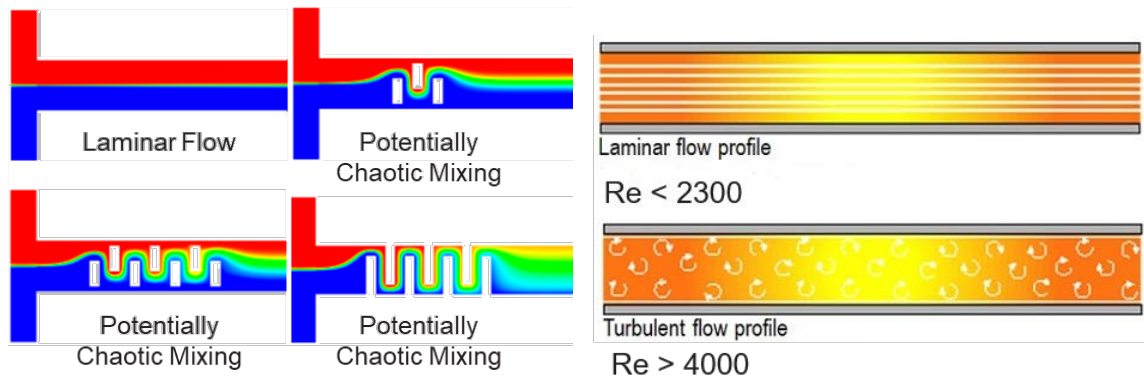 Laminar Flow
Potentially
Chaotic Mixing
Potentially
Chaotic Mixing
Potentially
Chaotic Mixing
Laminar flow profile
Re < 2300
Turbulent flow profile
Re > 4000